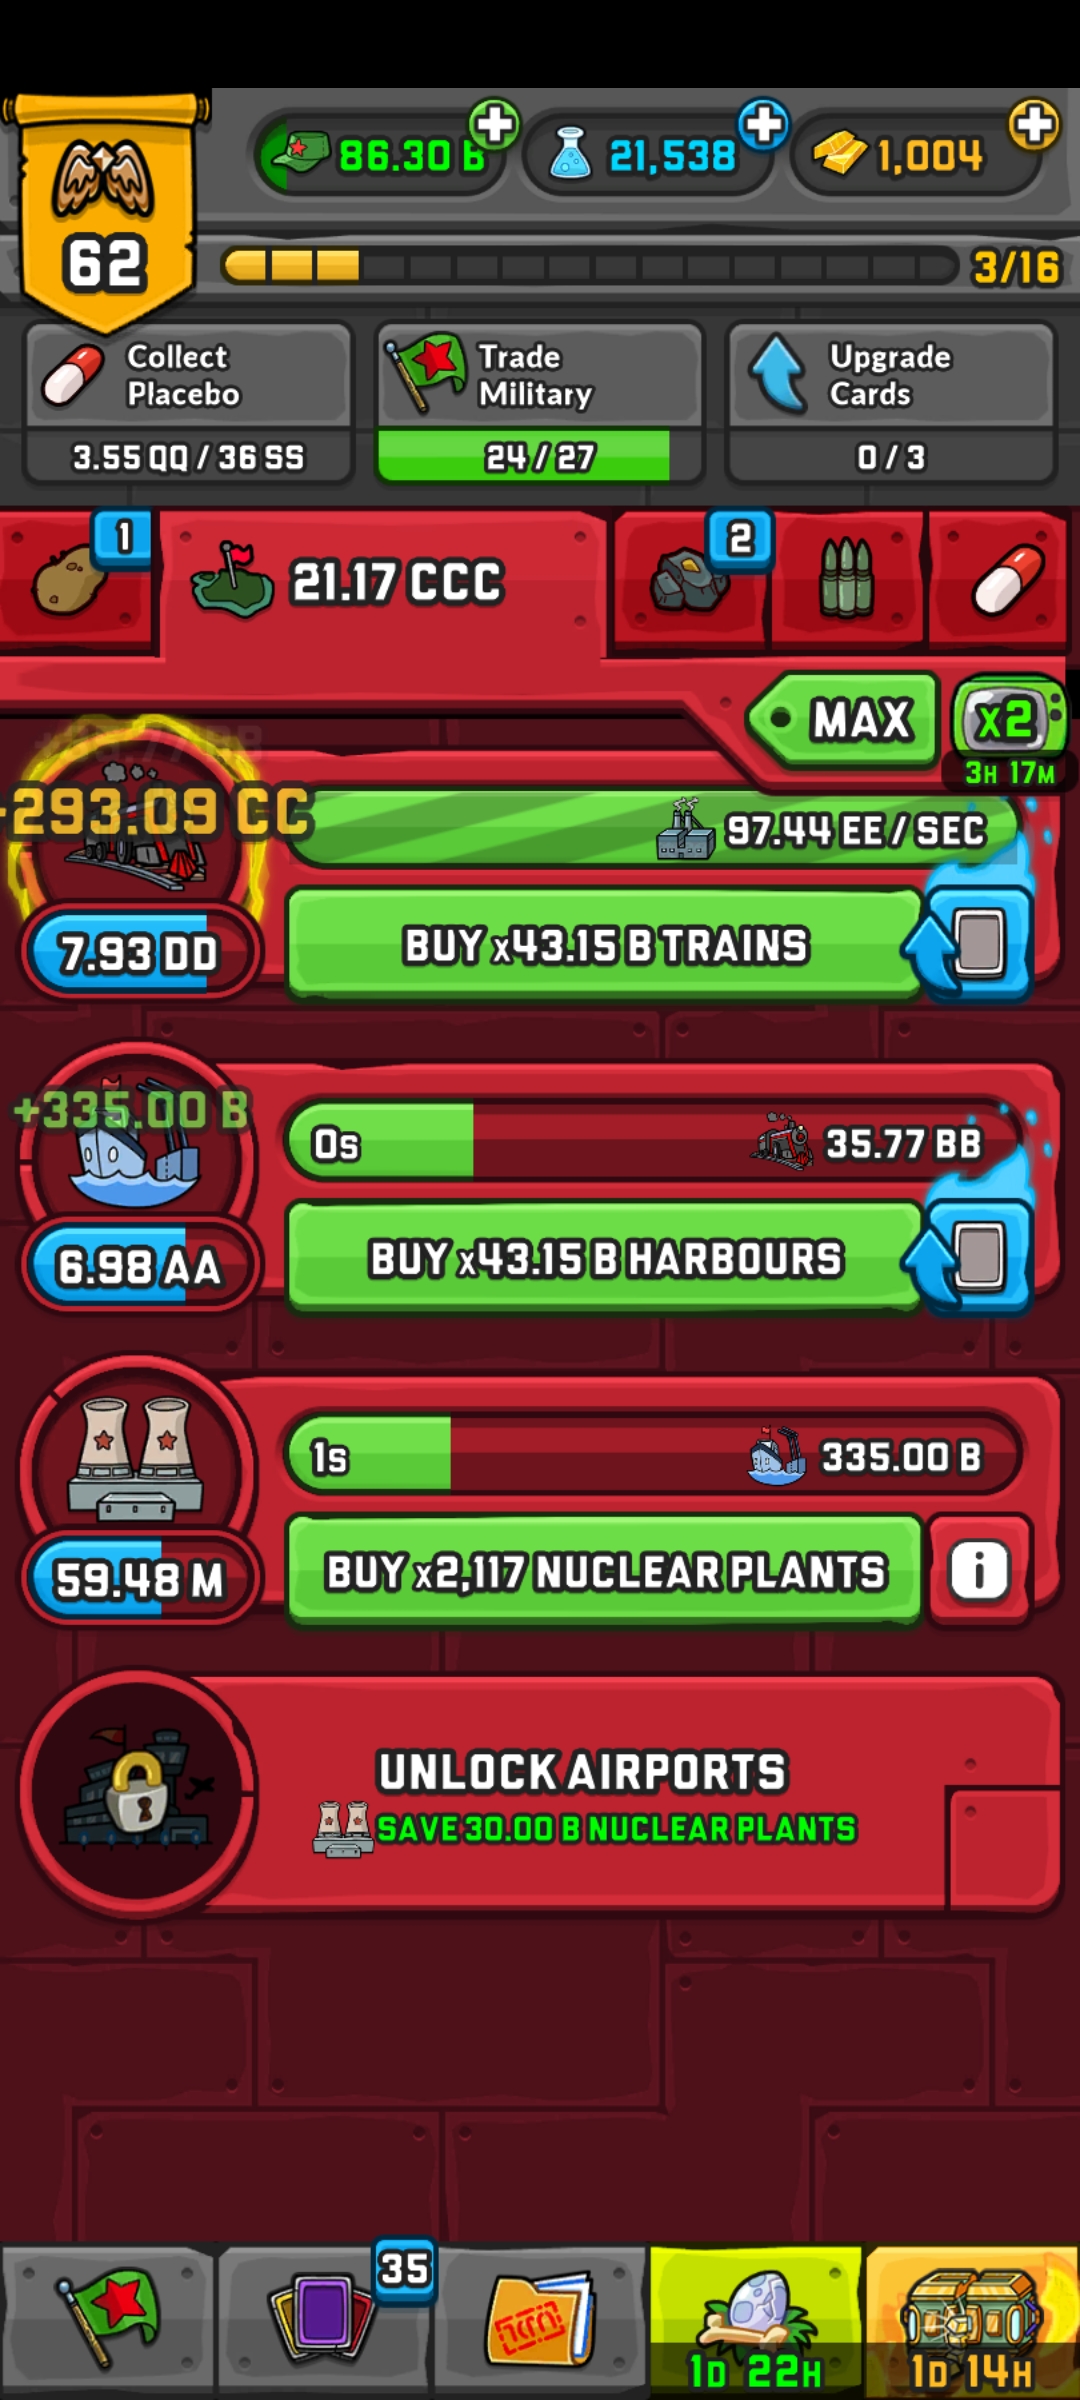 86.30 B
21,538
1,004
62
3/16
Collect
Placebo
3.55 QQ / 36 SS
Trade
Military
24 / 27
Upgrade
Cards
0 / 3
1
21.17 CCC
2
MAX
x2
3H 17M
-293.09 CC
97.44 EE / SEC
7.93 DD
BUY x43.15 B TRAINS
+335.00 B
0s
35.77 BB
6.98 AA
BUY x43.15 B HARBOURS
1s
335.00 B
59.48 M
BUY x2,117 NUCLEAR PLANTS
i
UNLOCK AIRPORTS
SAVE 30.00 B NUCLEAR PLANTS
35
1D 22H
1D 14H